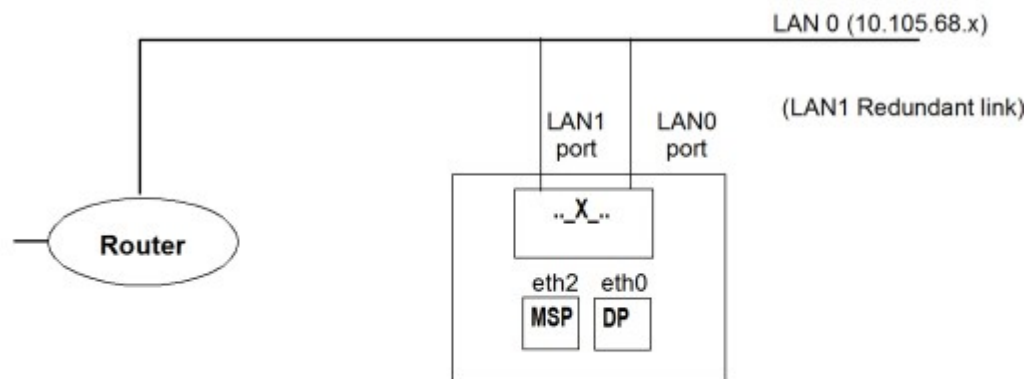 LAN 0 (10.105.68.x)
(LAN1 Redundant link)
LAN1 port
LAN0 port
.._X_..
Router
eth2 eth0
MSP DP